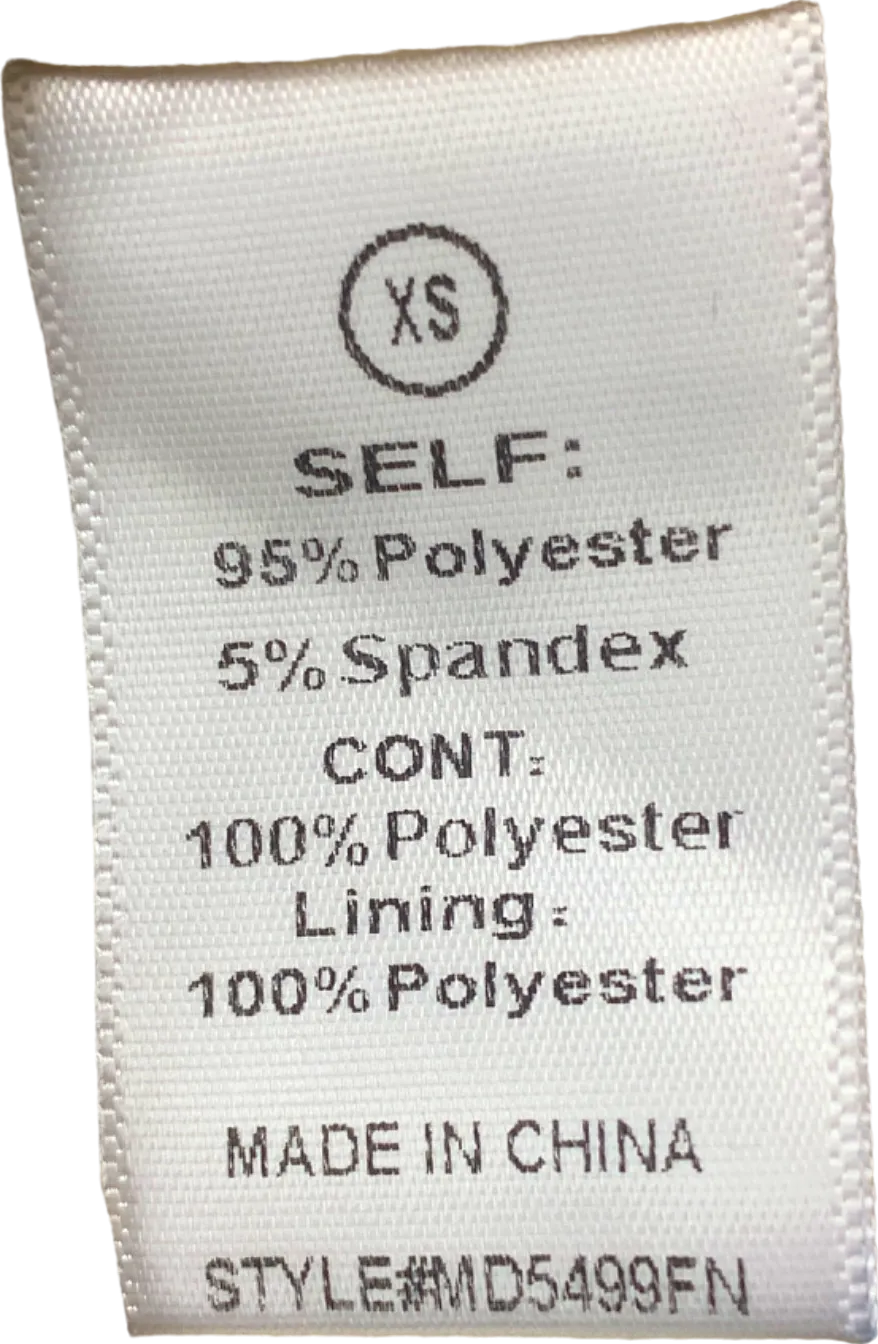 XS
SELF:
95% Polyester
5% Spandex
CONT:
100% Polyester
Lining:
100% Polyester
MADE IN CHINA
STYLE#MD5499FN